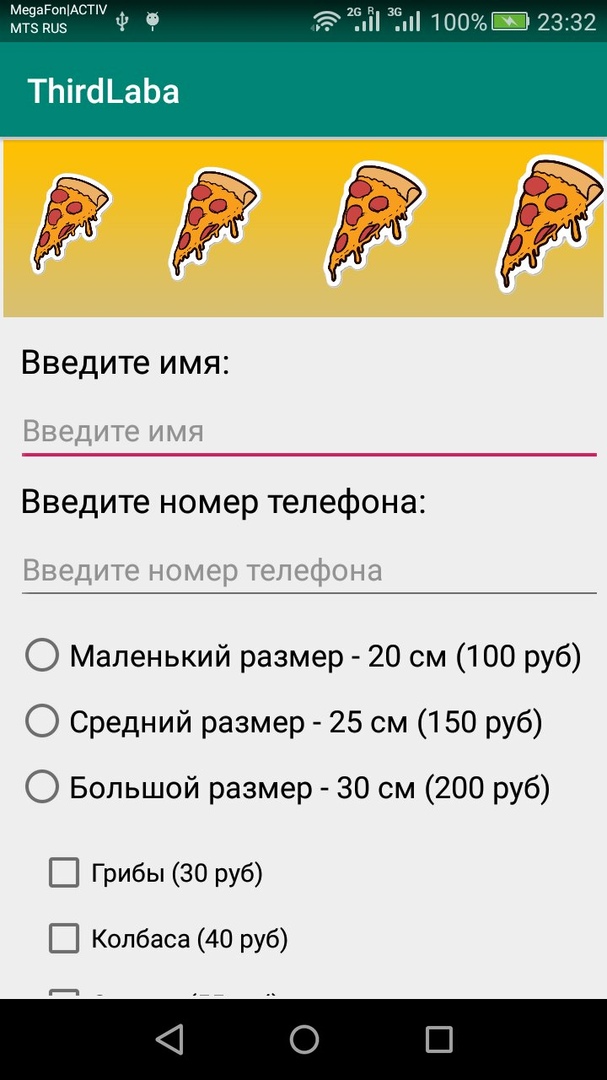 MegaFon|ACTIV
MTS RUS
2G R 3G 100% 23:32
ThirdLaba
Введите имя:
Введите имя
Введите номер телефона:
Введите номер телефона
Маленький размер - 20 см (100 руб)
Средний размер - 25 см (150 руб)
Большой размер - 30 см (200 руб)
Грибы (30 руб)
Колбаса (40 руб)